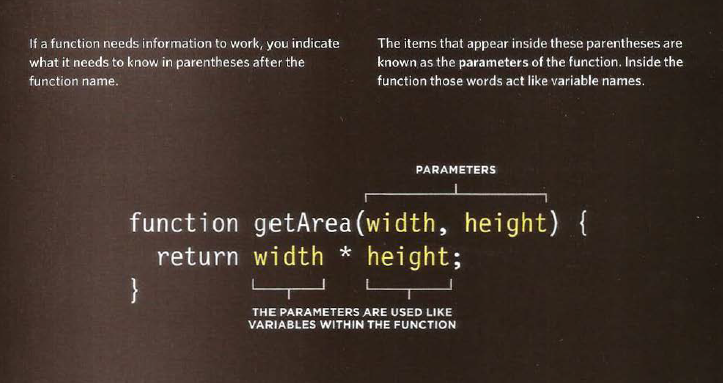 If a function needs information to work, you indicate
what it needs to know in parentheses after the
function name.
The items that appear inside these parentheses are
known as the parameters of the function. Inside the
function those words act like variable names.
PARAMETERS
function getArea(width, height) {
return width * height;
}
THE PARAMETERS ARE USED LIKE
VARIABLES WITHIN THE FUNCTION